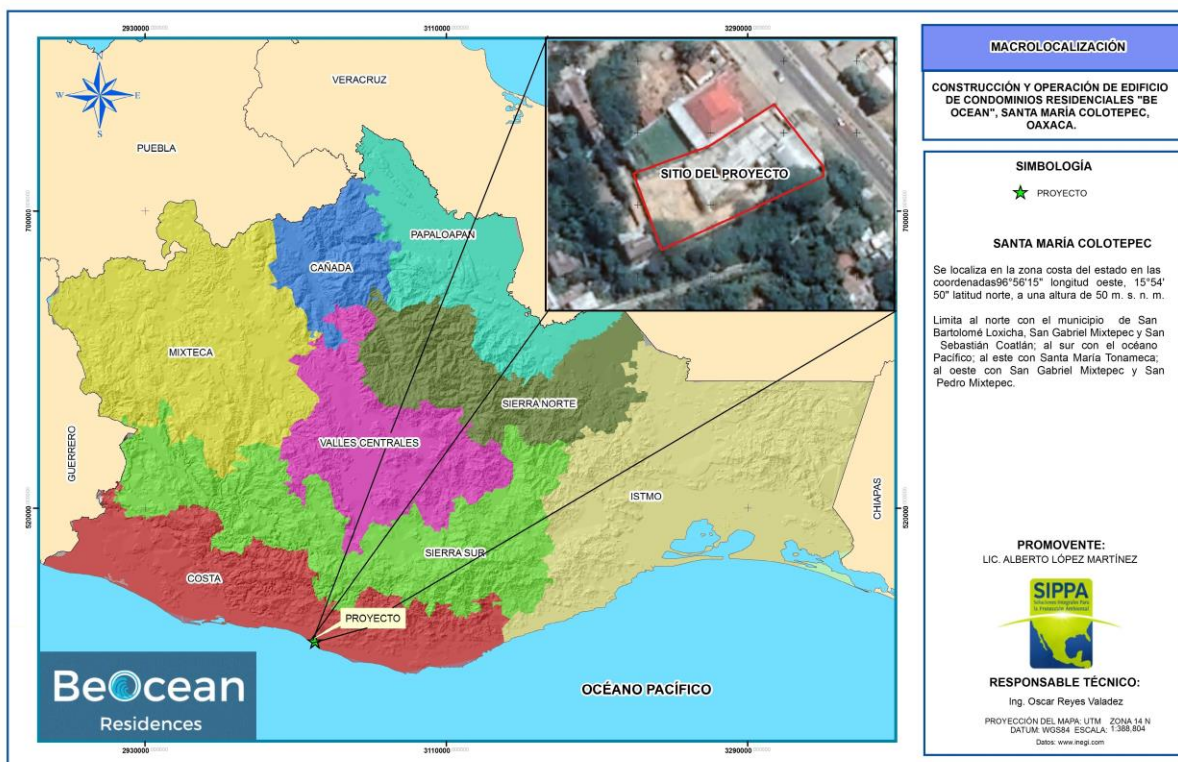 2930000
3110000
3290000
N
W
E
S
VERACRUZ
PUEBLA
SITIO DEL PROYECTO
700000
700000
PAPALOAPAN
CAÑADA
MIXTECA
SIERRA NORTE
VALLES CENTRALES
GUERRERO
ISTMO
CHIAPAS
520000
520000
SIERRA SUR
COSTA
PROYECTO
OCÉANO PACÍFICO
BeOcean
Residences
2930000
3110000
3290000
MACROLOCALIZACIÓN
CONSTRUCCIÓN Y OPERACIÓN DE EDIFICIO
DE CONDOMINIOS RESIDENCIALES "BE
OCEAN", SANTA MARÍA COLOTEPEC,
OAXACA.
SIMBOLOGÍA
PROYECTO
SANTA MARÍA COLOTEPEC
Se localiza en la zona costa del estado en las
coordenadas96°56'15" longitud oeste, 15°54'
50" latitud norte, a una altura de 50 m. s. n. m.
Limita al norte con el municipio de San
Bartolomé Loxicha, San Gabriel Mixtepec y San
Sebastián Coatlán; al sur con el océano
Pacífico; al este con Santa María Tonameca;
al oeste con San Gabriel Mixtepec y San
Pedro Mixtepec.
PROMOVENTE:
LIC. ALBERTO LÓPEZ MARTÍNEZ
SIPPA
Soluciones Integrales Para
la Protección Ambiental
RESPONSABLE TÉCNICO:
Ing. Oscar Reyes Valadez
PROYECCIÓN DEL MAPA: UTM ZONA 14 N
DATUM: WGS84 ESCALA: 1:388,804
Datos: www.inegi.com